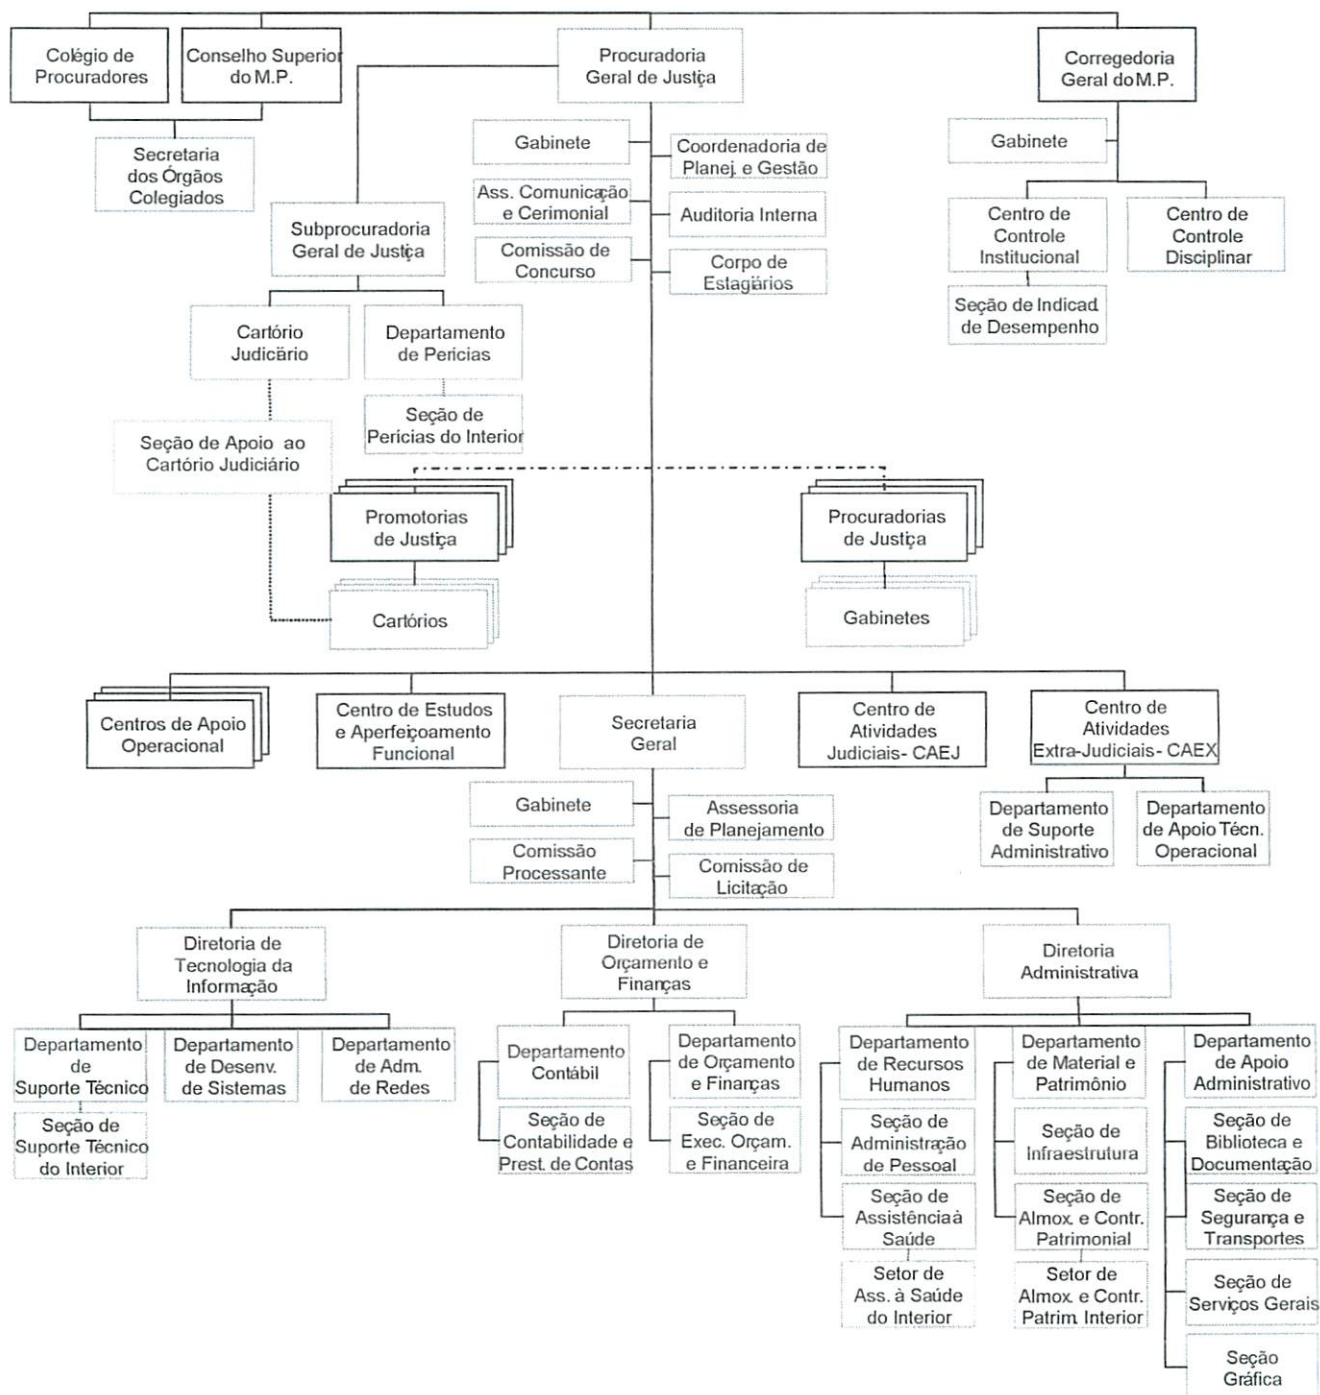 Colégio de
Procuradores
Conselho Superior
do M.P.
Procuradoria
Geral de Justiça
Corregedoria
Geral do M.P.
Secretaria
dos Órgãos
Colegiados
Gabinete
Coordenadoria de
Planej. e Gestão
Ass. Comunicação
e Cerimonial
Auditoria Interna
Comissão de
Concurso
Corpo de
Estagiários
Gabinete
Centro de
Controle
Institucional
Centro de
Controle
Disciplinar
Seção de Indicad.
de Desempenho
Subprocuradoria
Geral de Justiça
Cartório
Judiciário
Departamento
de Perícias
Seção de
Perícias do Interior
Seção de Apoio ao
Cartório Judiciário
Promotorias
de Justiça
Procuradorias
de Justiça
Cartórios
Gabinetes
Centros de Apoio
Operacional
Centro de Estudos
e Aperfeiçoamento
Funcional
Secretaria
Geral
Centro de
Atividades
Judiciais- CAEJ
Centro de
Atividades
Extra-Judiciais- CAEX
Gabinete
Assessoria
de Planejamento
Comissão
Processante
Comissão de
Licitação
Departamento
de Suporte
Administrativo
Departamento
de Apoio Técn.
Operacional
Diretoria de
Tecnologia da
Informação
Diretoria de
Orçamento e
Finanças
Diretoria
Administrativa
Departamento
de
Suporte Técnico
Departamento
de Desenv.
de Sistemas
Departamento
de Adm.
de Redes
Seção de
Suporte Técnico
do Interior
Departamento
Contábil
Departamento
de Orçamento
e Finanças
Seção de
Contabilidade e
Prest. de Contas
Seção de
Exec. Orçam.
e Financeira
Departamento
de Recursos
Humanos
Departamento
de Material e
Patrimônio
Departamento
de Apoio
Administrativo
Seção de
Administração
de Pessoal
Seção de
Infraestrutura
Seção de
Biblioteca e
Documentação
Seção de
Assistência à
Saúde
Seção de
Almox. e Contr.
Patrimonial
Seção de
Segurança e
Transportes
Setor de
Ass. à Saúde
do Interior
Setor de
Almox. e Contr.
Patrim. Interior
Seção de
Serviços Gerais
Seção
Gráfica